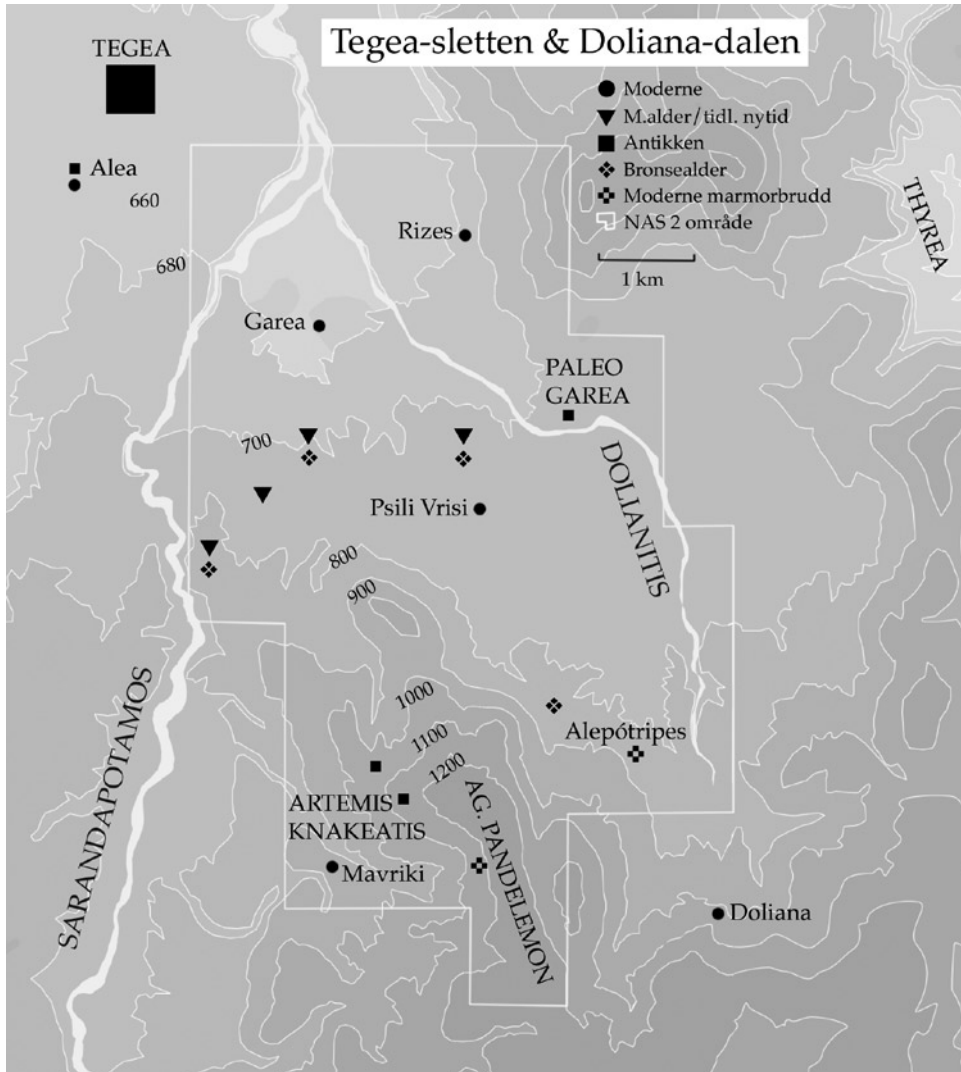 Tegea-sletten & Doliana-dalen
TEGEA
Moderne
M.alder/tidl. nytid
Antikken
Bronsealder
Moderne marmorbrudd
NAS 2 område
1 km
Alea
660
680
Rizes
THYREA
Garea
PALEO
GAREA
700
DOLIANITIS
Psili Vrisi
800
900
SARANDAPOTAMOS
1000
1100
1200
Alepótripes
AG. PANDELEMON
ARTEMIS
KNAKEATIS
Mavriki
Doliana